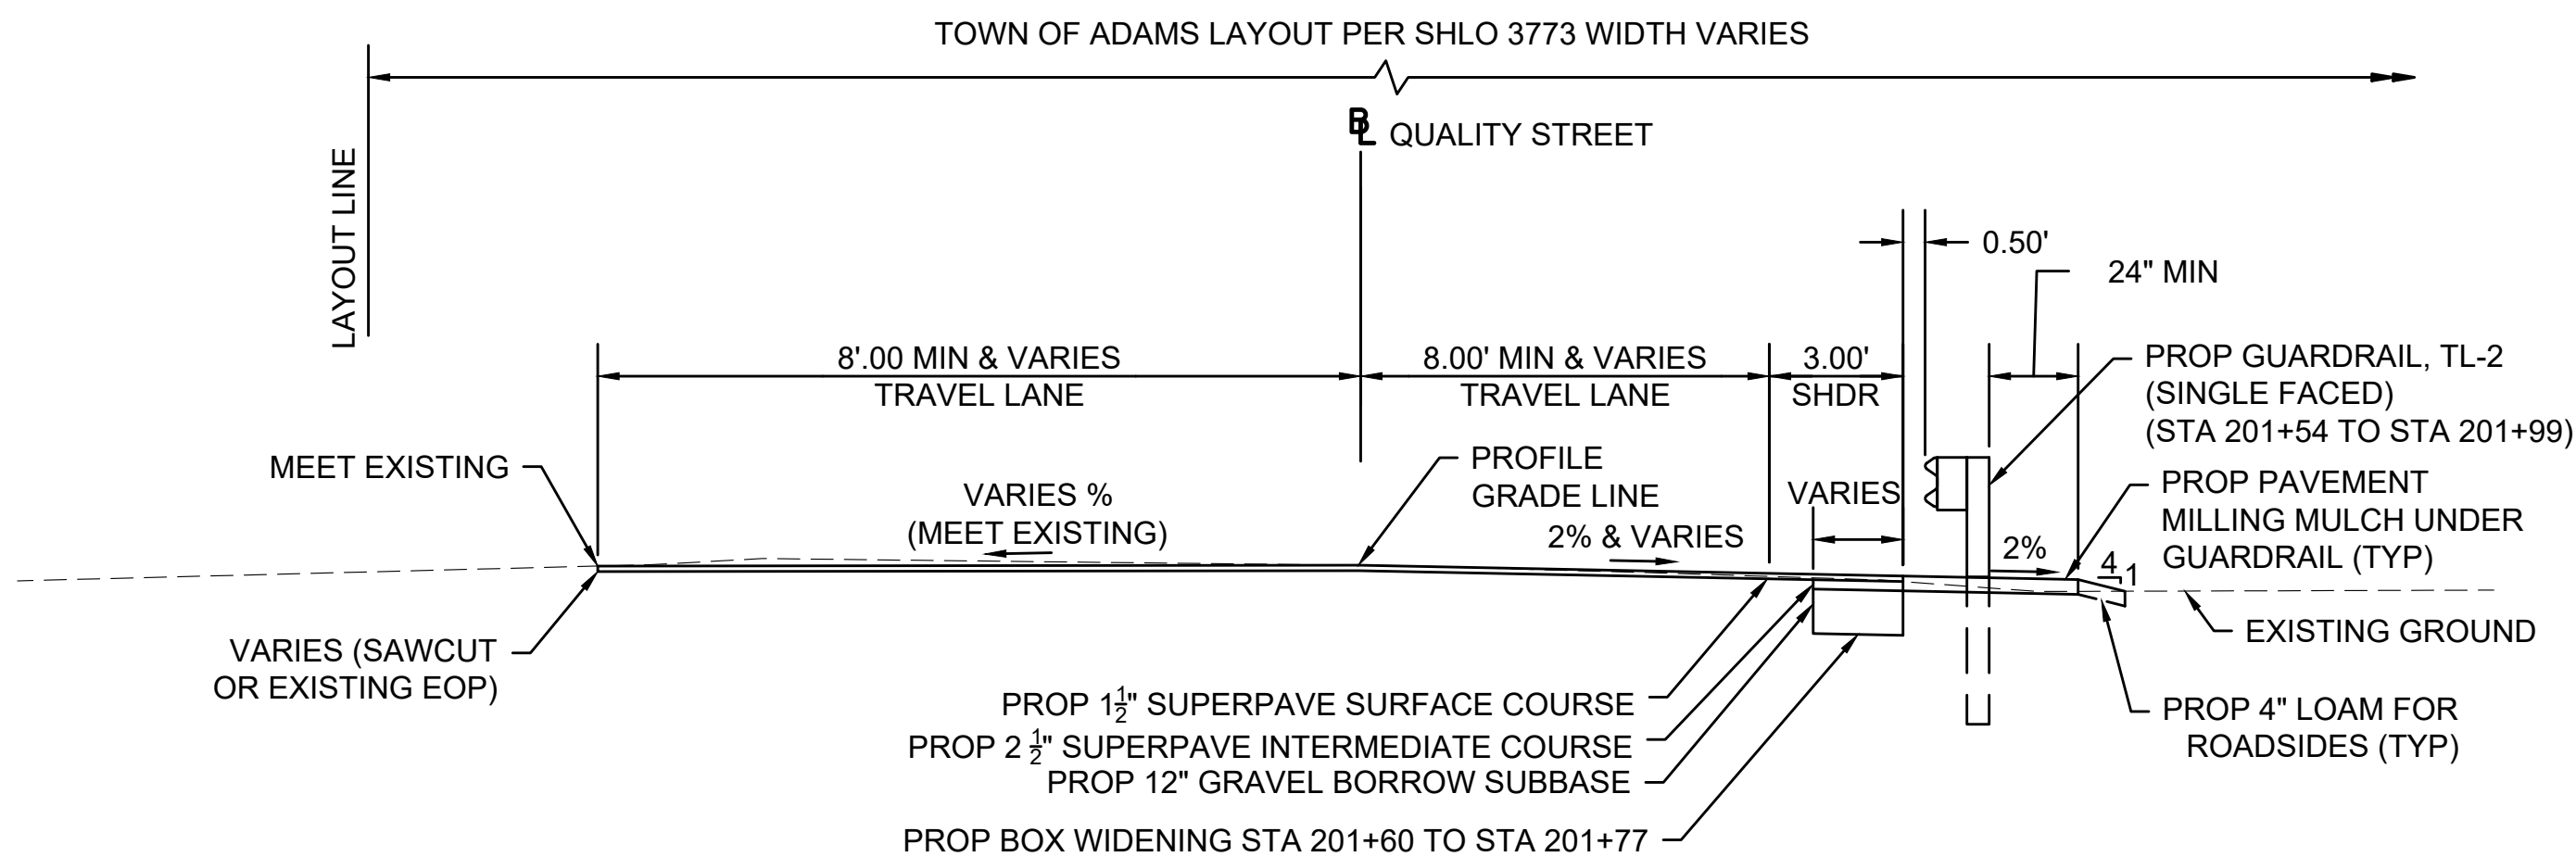 TOWN OF ADAMS LAYOUT PER SHLO 3773 WIDTH VARIES
BL QUALITY STREET
LAYOUT LINE
0.50'
24" MIN
8'.00 MIN & VARIES
TRAVEL LANE
8.00' MIN & VARIES
TRAVEL LANE
3.00'
SHDR
PROP GUARDRAIL, TL-2
(SINGLE FACED)
(STA 201+54 TO STA 201+99)
MEET EXISTING
VARIES %
(MEET EXISTING)
PROFILE
GRADE LINE
2% & VARIES
VARIES
PROP PAVEMENT
MILLING MULCH UNDER
GUARDRAIL (TYP)
2%
4
1
VARIES (SAWCUT
OR EXISTING EOP)
EXISTING GROUND
PROP 1½" SUPERPAVE SURFACE COURSE
PROP 2 ½" SUPERPAVE INTERMEDIATE COURSE
PROP 12" GRAVEL BORROW SUBBASE
PROP BOX WIDENING STA 201+60 TO STA 201+77
PROP 4" LOAM FOR
ROADSIDES (TYP)